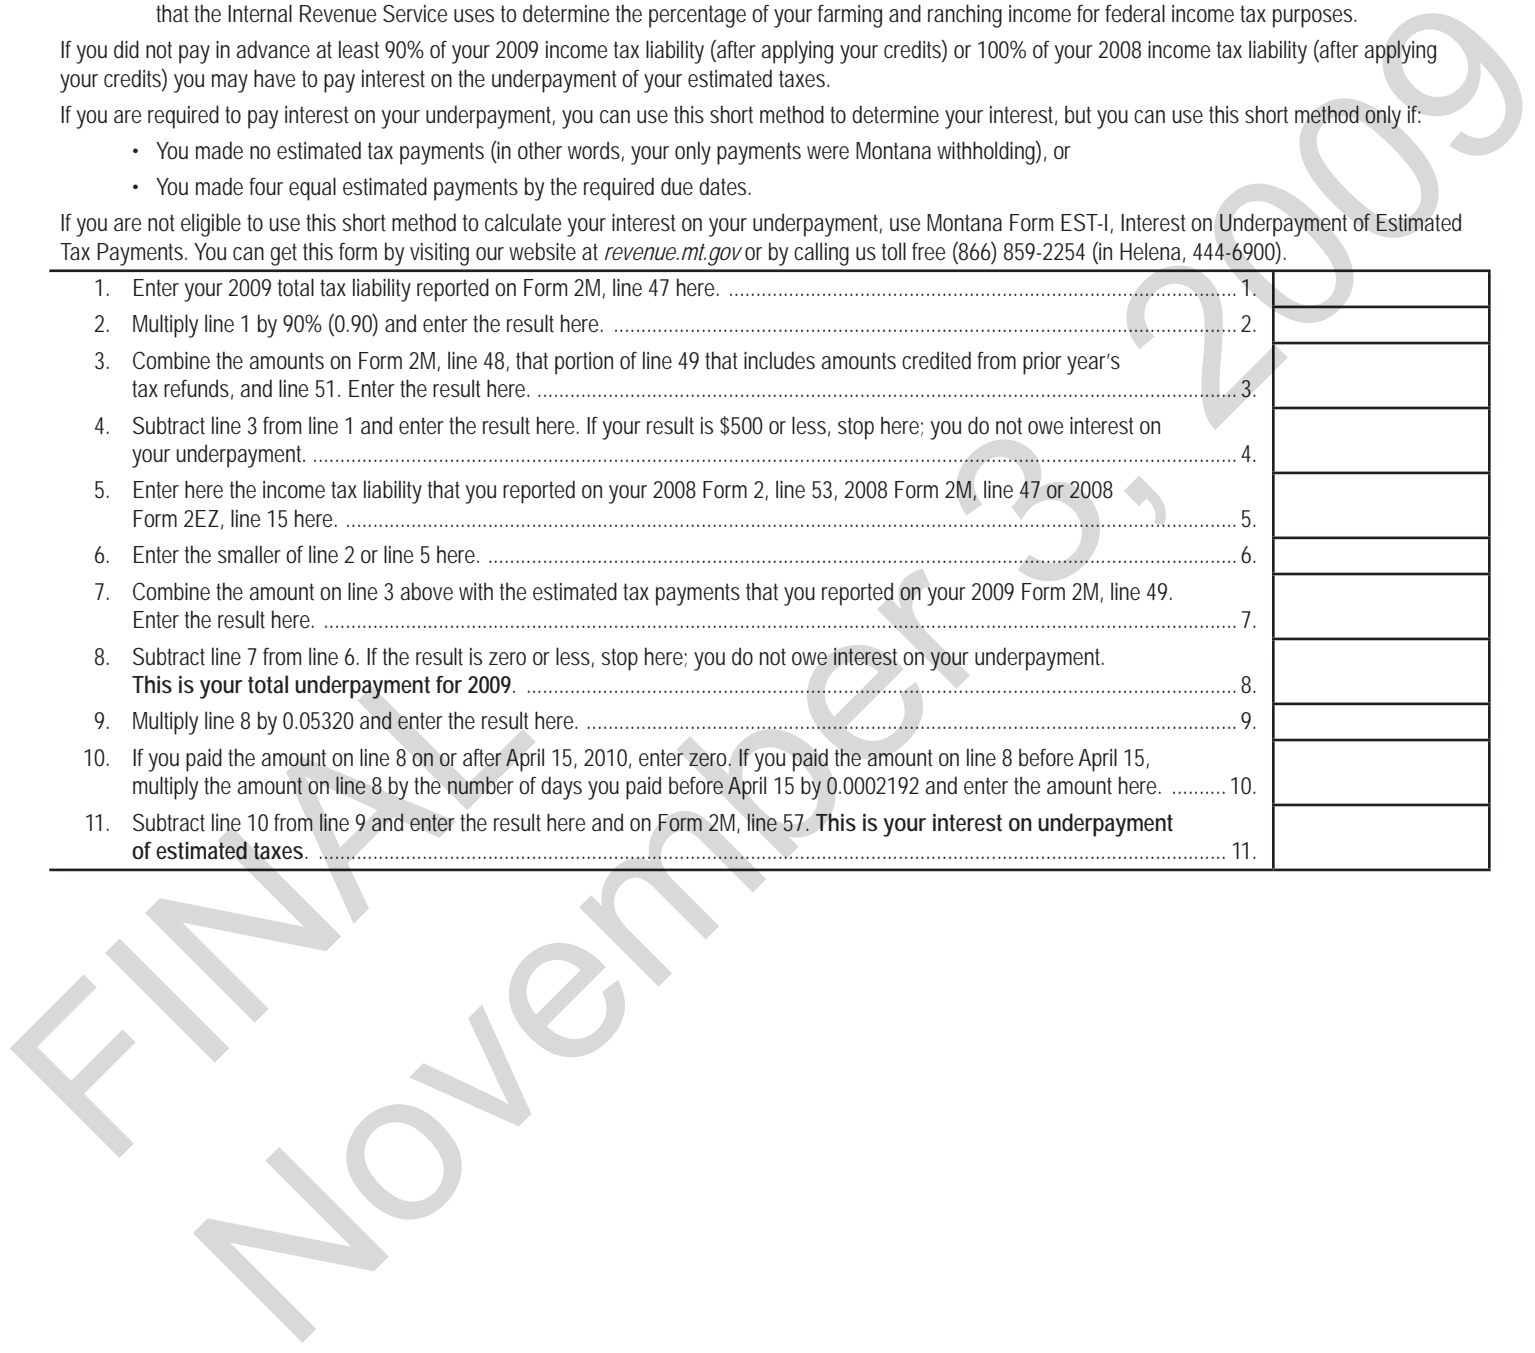 that the Internal Revenue Service uses to determine the percentage of your farming and ranching income for federal income tax purposes.
If you did not pay in advance at least 90% of your 2009 income tax liability (after applying your credits) or 100% of your 2008 income tax liability (after applying
your credits) you may have to pay interest on the underpayment of your estimated taxes.
If you are required to pay interest on your underpayment, you can use this short method to determine your interest, but you can use this short method only if:
• You made no estimated tax payments (in other words, your only payments were Montana withholding), or
• You made four equal estimated payments by the required due dates.
If you are not eligible to use this short method to calculate your interest on your underpayment, use Montana Form EST-I, Interest on Underpayment of Estimated
Tax Payments. You can get this form by visiting our website at revenue.mt.gov or by calling us toll free (866) 859-2254 (in Helena, 444-6900).
1. Enter your 2009 total tax liability reported on Form 2M, line 47 here. .......... 1.
2. Multiply line 1 by 90% (0.90) and enter the result here. .......... 2.
3. Combine the amounts on Form 2M, line 48, that portion of line 49 that includes amounts credited from prior year's
tax refunds, and line 51. Enter the result here. .......... 3.
4. Subtract line 3 from line 1 and enter the result here. If your result is $500 or less, stop here; you do not owe interest on
your underpayment. .......... 4.
5. Enter here the income tax liability that you reported on your 2008 Form 2, line 53, 2008 Form 2M, line 47 or 2008
Form 2EZ, line 15 here. .......... 5.
6. Enter the smaller of line 2 or line 5 here. .......... 6.
7. Combine the amount on line 3 above with the estimated tax payments that you reported on your 2009 Form 2M, line 49.
Enter the result here. .......... 7.
8. Subtract line 7 from line 6. If the result is zero or less, stop here; you do not owe interest on your underpayment.
This is your total underpayment for 2009. .......... 8.
9. Multiply line 8 by 0.05320 and enter the result here. .......... 9.
10. If you paid the amount on line 8 on or after April 15, 2010, enter zero. If you paid the amount on line 8 before April 15,
multiply the amount on line 8 by the number of days you paid before April 15 by 0.0002192 and enter the amount here. .......... 10.
11. Subtract line 10 from line 9 and enter the result here and on Form 2M, line 57. This is your interest on underpayment
of estimated taxes. .......... 11.
FINAL
November 3, 2009